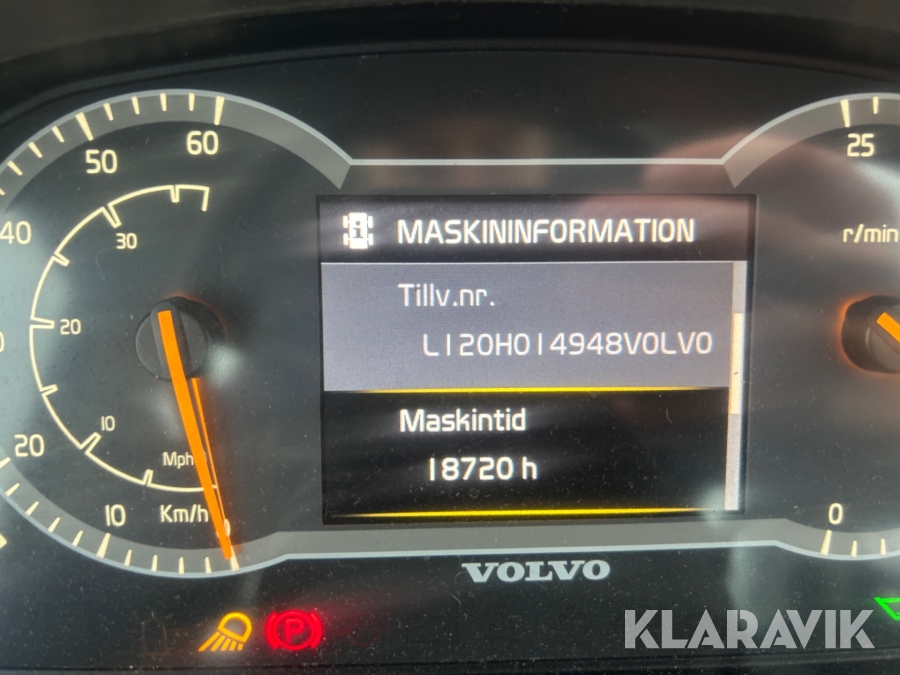 MASKININFORMATION
Tillv.nr.
L120H014948VOLVO
Maskintid
18720 h
60
50
40
30
20
10
20
10
Mph
Km/h
0
25
r/min
0
VOLVO
P
KLARAVIK